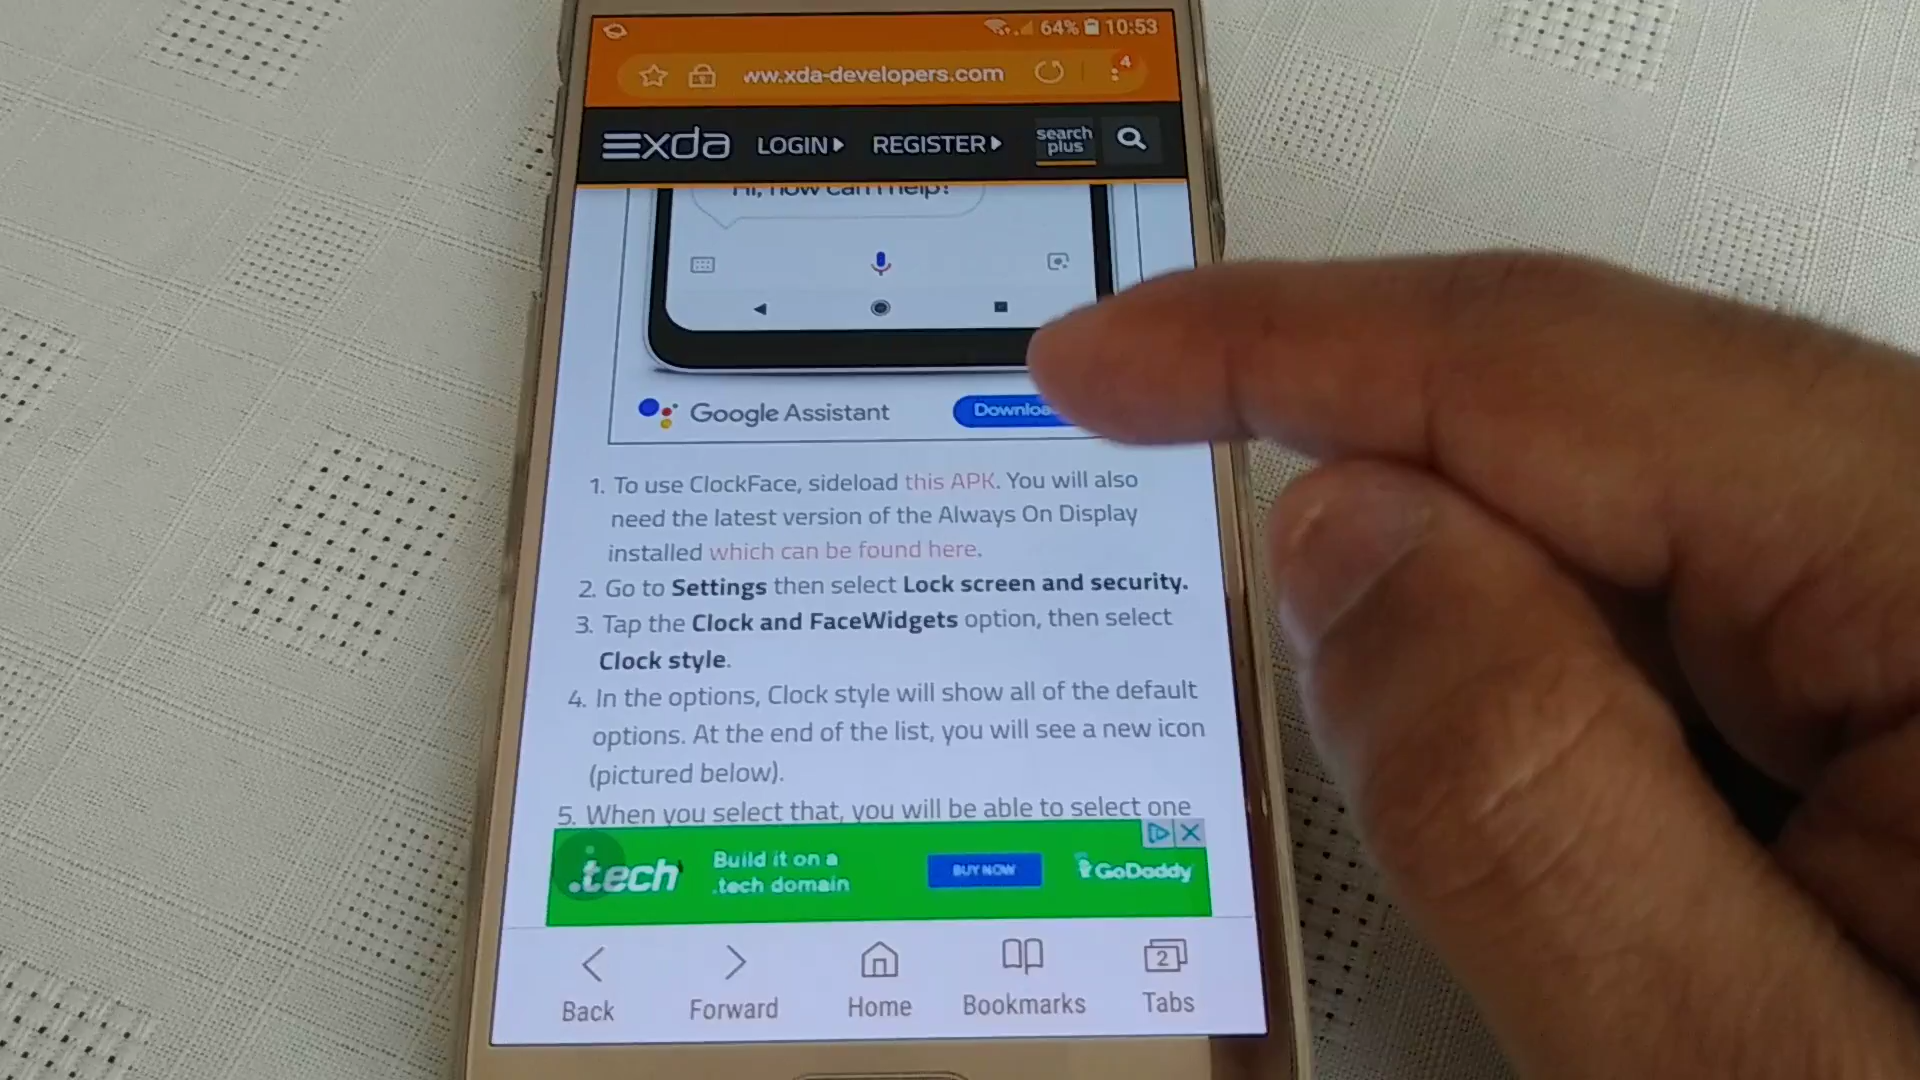 64% 10:53
ww.xda-developers.com
4
xda LOGIN REGISTER search plus
Hi, how can I help?
Google Assistant
1. To use ClockFace, sideload this APK. You will also
need the latest version of the Always On Display
installed which can be found here.
2. Go to Settings then select Lock screen and security.
3. Tap the Clock and FaceWidgets option, then select
Clock style.
4. In the options, Clock style will show all of the default
options. At the end of the list, you will see a new icon
(pictured below).
5. When you select that, you will be able to select one
.tech Build it on a BUY NOW GoDaddy
.tech domain
2
Back Forward Home Bookmarks Tabs